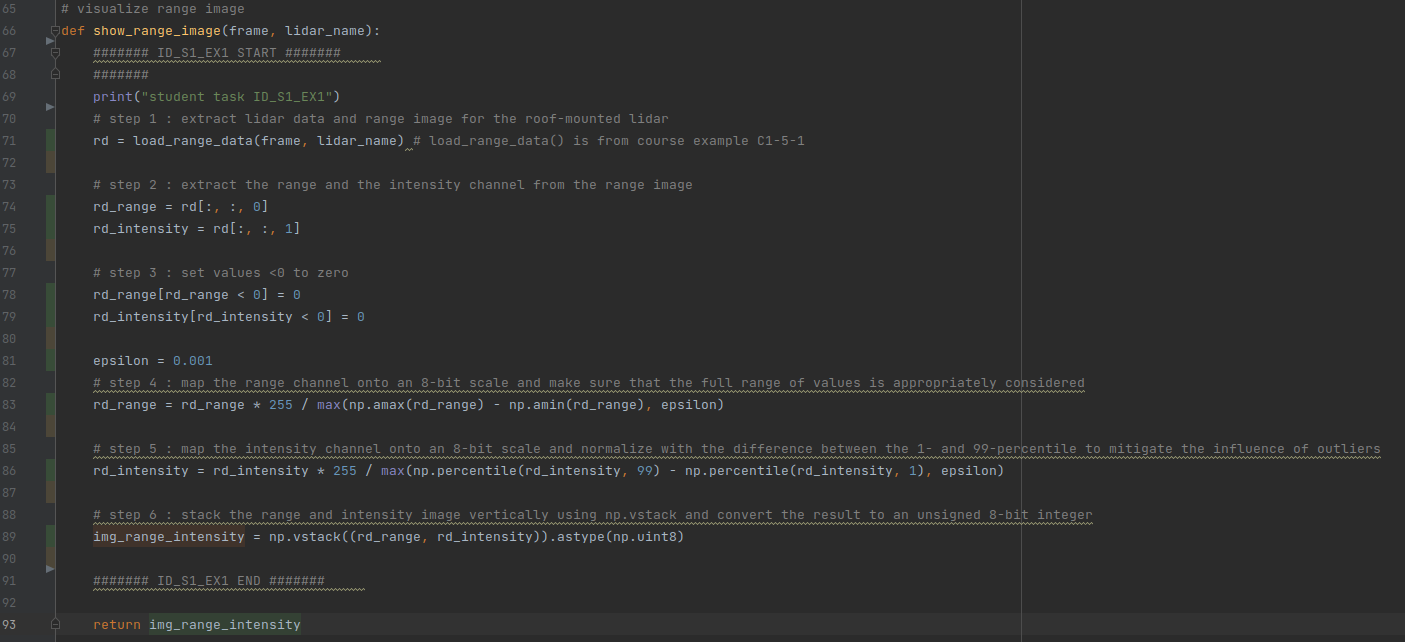 65 # visualize range image
66 def show_range_image(frame, lidar_name):
67     ####### ID_S1_EX1 START #######
68     #######
69     print("student task ID_S1_EX1")
70     # step 1 : extract lidar data and range image for the roof-mounted lidar
71     rd = load_range_data(frame, lidar_name) # load_range_data() is from course example C1-5-1
72
73     # step 2 : extract the range and the intensity channel from the range image
74     rd_range = rd[:, :, 0]
75     rd_intensity = rd[:, :, 1]
76
77     # step 3 : set values <0 to zero
78     rd_range[rd_range < 0] = 0
79     rd_intensity[rd_intensity < 0] = 0
80
81     epsilon = 0.001
82     # step 4 : map the range channel onto an 8-bit scale and make sure that the full range of values is appropriately considered
83     rd_range = rd_range * 255 / max(np.amax(rd_range) - np.amin(rd_range), epsilon)
84
85     # step 5 : map the intensity channel onto an 8-bit scale and normalize with the difference between the 1- and 99-percentile to mitigate the influence of outliers
86     rd_intensity = rd_intensity * 255 / max(np.percentile(rd_intensity, 99) - np.percentile(rd_intensity, 1), epsilon)
87
88     # step 6 : stack the range and intensity image vertically using np.vstack and convert the result to an unsigned 8-bit integer
89     img_range_intensity = np.vstack((rd_range, rd_intensity)).astype(np.uint8)
90
91     ####### ID_S1_EX1 END #######
92
93     return img_range_intensity